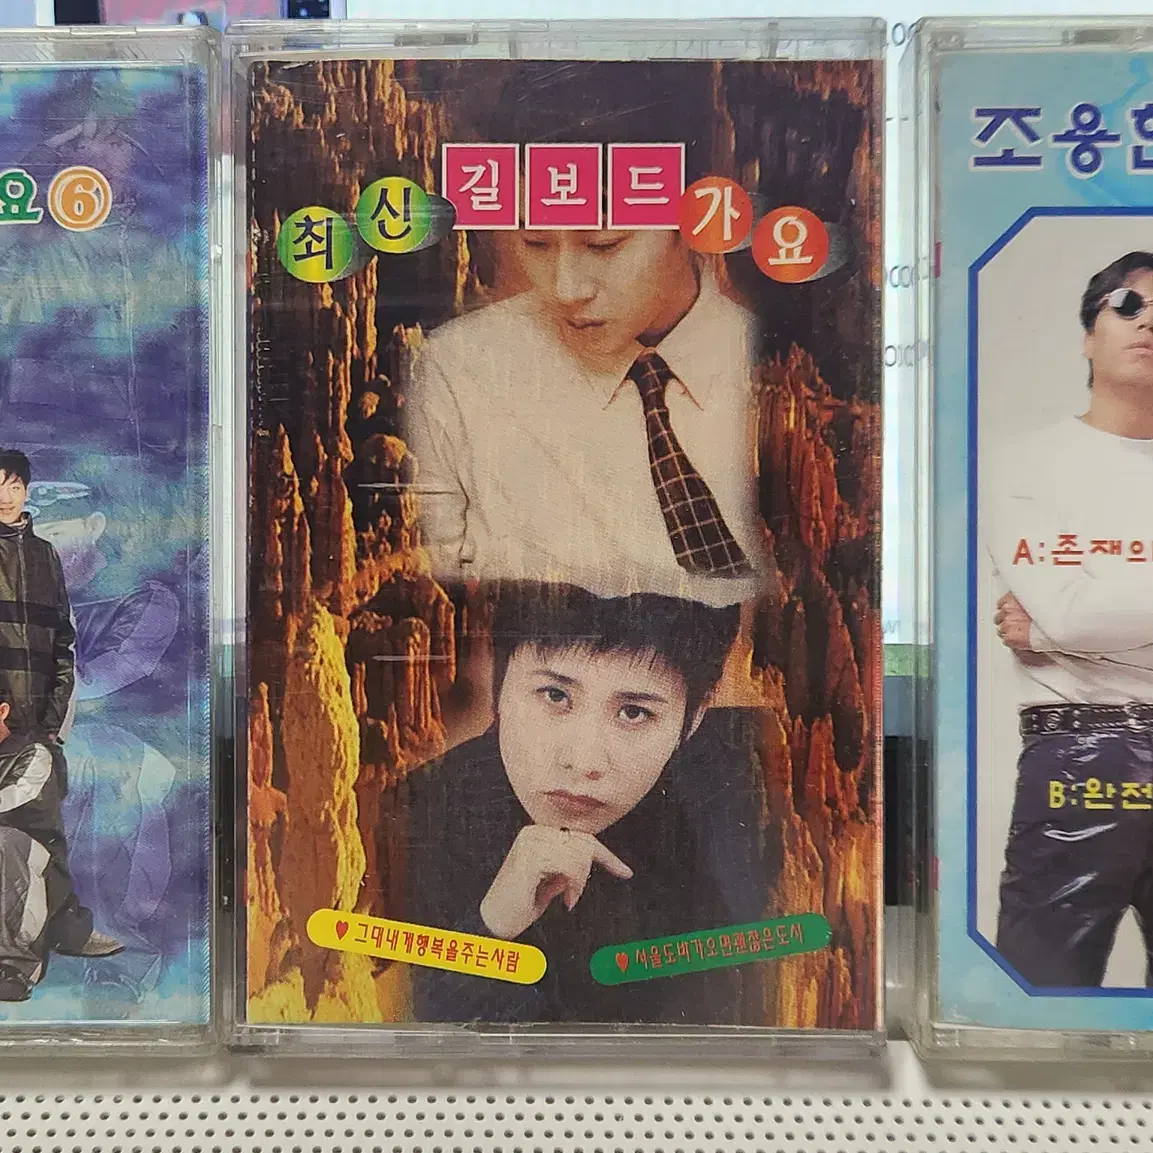 요 6
최신 길보드 가요
♥ 그대내게행복을주는사람
♥ 서울도비가오면괜찮은도시
조용한
A:존재의
B:완전